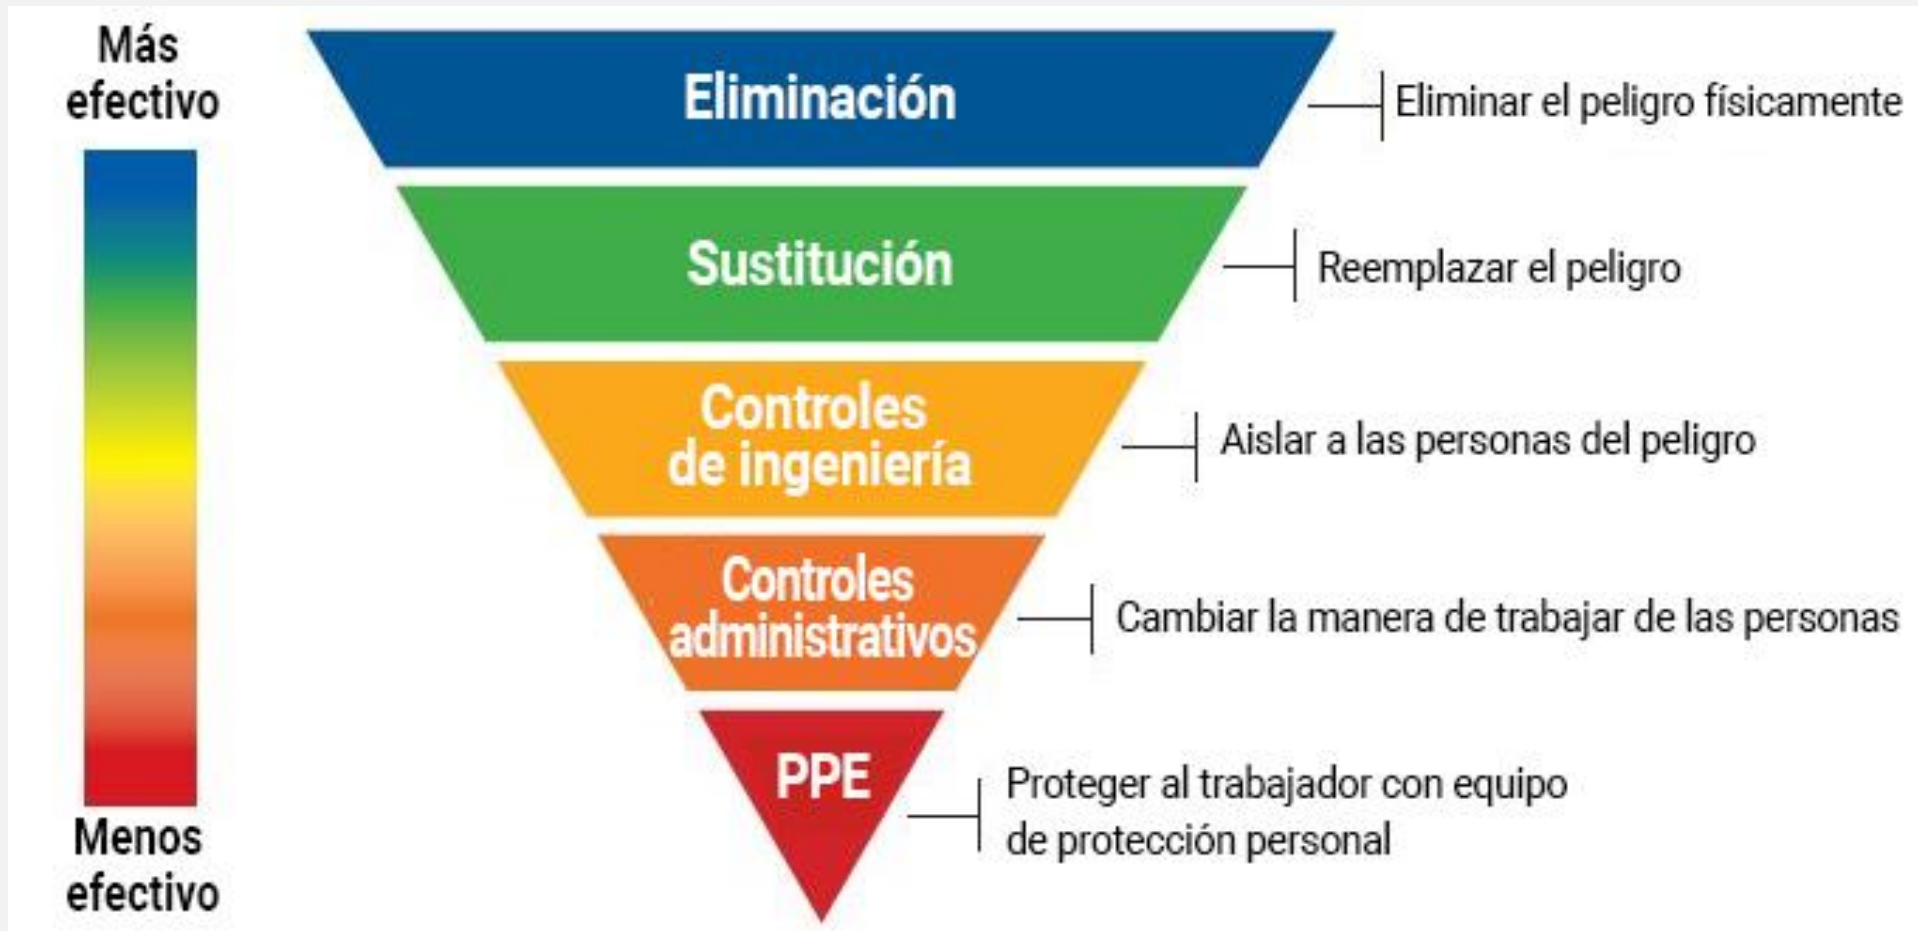 Más
efectivo
Eliminación
Eliminar el peligro físicamente
Sustitución
Reemplazar el peligro
Controles
de ingeniería
Aislar a las personas del peligro
Controles
administrativos
Cambiar la manera de trabajar de las personas
PPE
Proteger al trabajador con equipo
de protección personal
Menos
efectivo